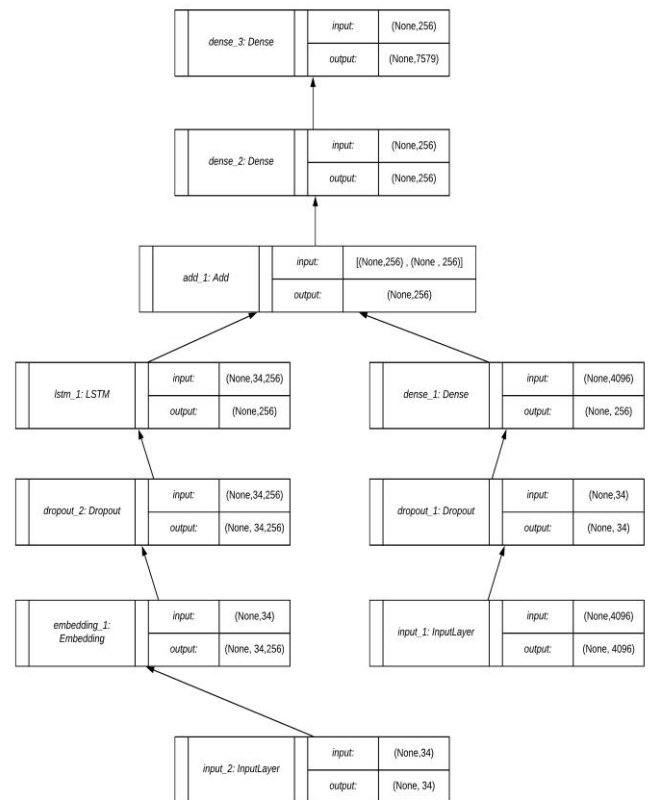 dense_3: Dense
input:
(None,256)
output:
(None,7579)
dense_2: Dense
input:
(None,256)
output:
(None,256)
add_1: Add
input:
[(None,256) , (None , 256)]
output:
(None,256)
lstm_1: LSTM
input:
(None,34,256)
output:
(None,256)
dense_1: Dense
input:
(None,4096)
output:
(None, 256)
dropout_2: Dropout
input:
(None,34,256)
output:
(None, 34,256)
dropout_1: Dropout
input:
(None,34)
output:
(None, 34)
embedding_1:
Embedding
input:
(None,34)
output:
(None, 34,256)
input_1: InputLayer
input:
(None,4096)
output:
(None, 4096)
input_2: InputLayer
input:
(None,34)
output:
(None, 34)